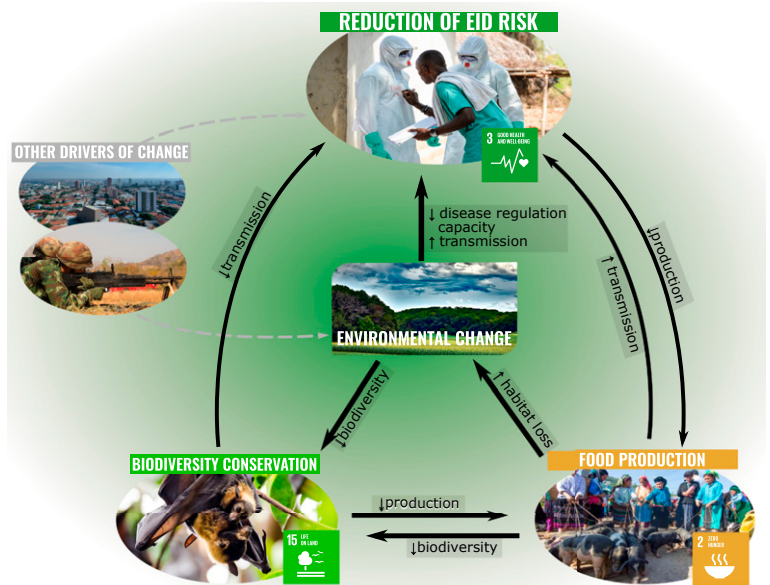 REDUCTION OF EID RISK
3 GOOD HEALTH
AND WELL-BEING
OTHER DRIVERS OF CHANGE
↓transmission
↓ disease regulation
capacity
↑ transmission
↓production
↑ transmission
ENVIRONMENTAL CHANGE
↓biodiversity
↑ habitat loss
BIODIVERSITY CONSERVATION
FOOD PRODUCTION
↓production
↓biodiversity
15 LIFE
ON LAND
2 ZERO
HUNGER